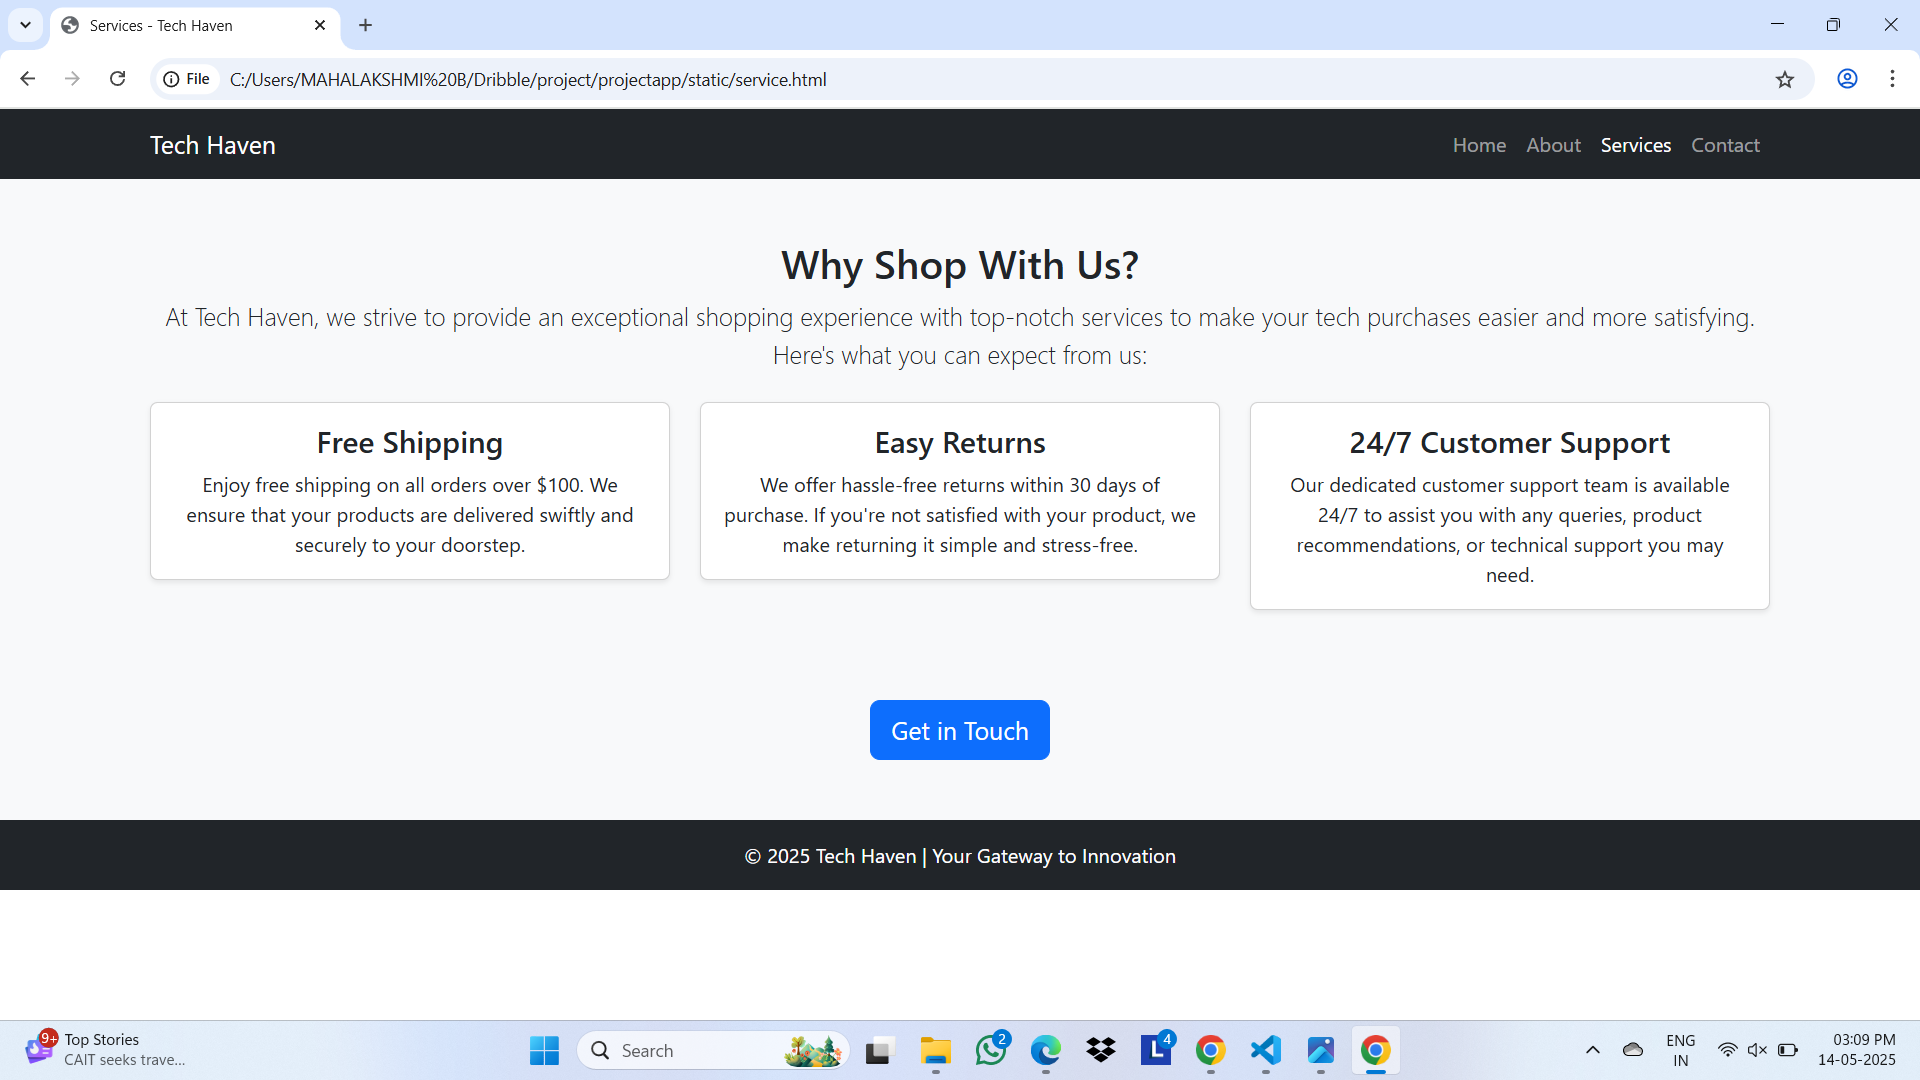 Services - Tech Haven
File
C:/Users/MAHALAKSHMI%20B/Dribble/project/projectapp/static/service.html
Tech Haven
Home About Services Contact
Why Shop With Us?
At Tech Haven, we strive to provide an exceptional shopping experience with top-notch services to make your tech purchases easier and more satisfying.
Here's what you can expect from us:
Free Shipping
Enjoy free shipping on all orders over $100. We
ensure that your products are delivered swiftly and
securely to your doorstep.
Easy Returns
We offer hassle-free returns within 30 days of
purchase. If you're not satisfied with your product, we
make returning it simple and stress-free.
24/7 Customer Support
Our dedicated customer support team is available
24/7 to assist you with any queries, product
recommendations, or technical support you may
need.
Get in Touch
© 2025 Tech Haven | Your Gateway to Innovation
9+
Top Stories
CAIT seeks trave...
Search
2
L
4
ENG
IN
03:09 PM
14-05-2025